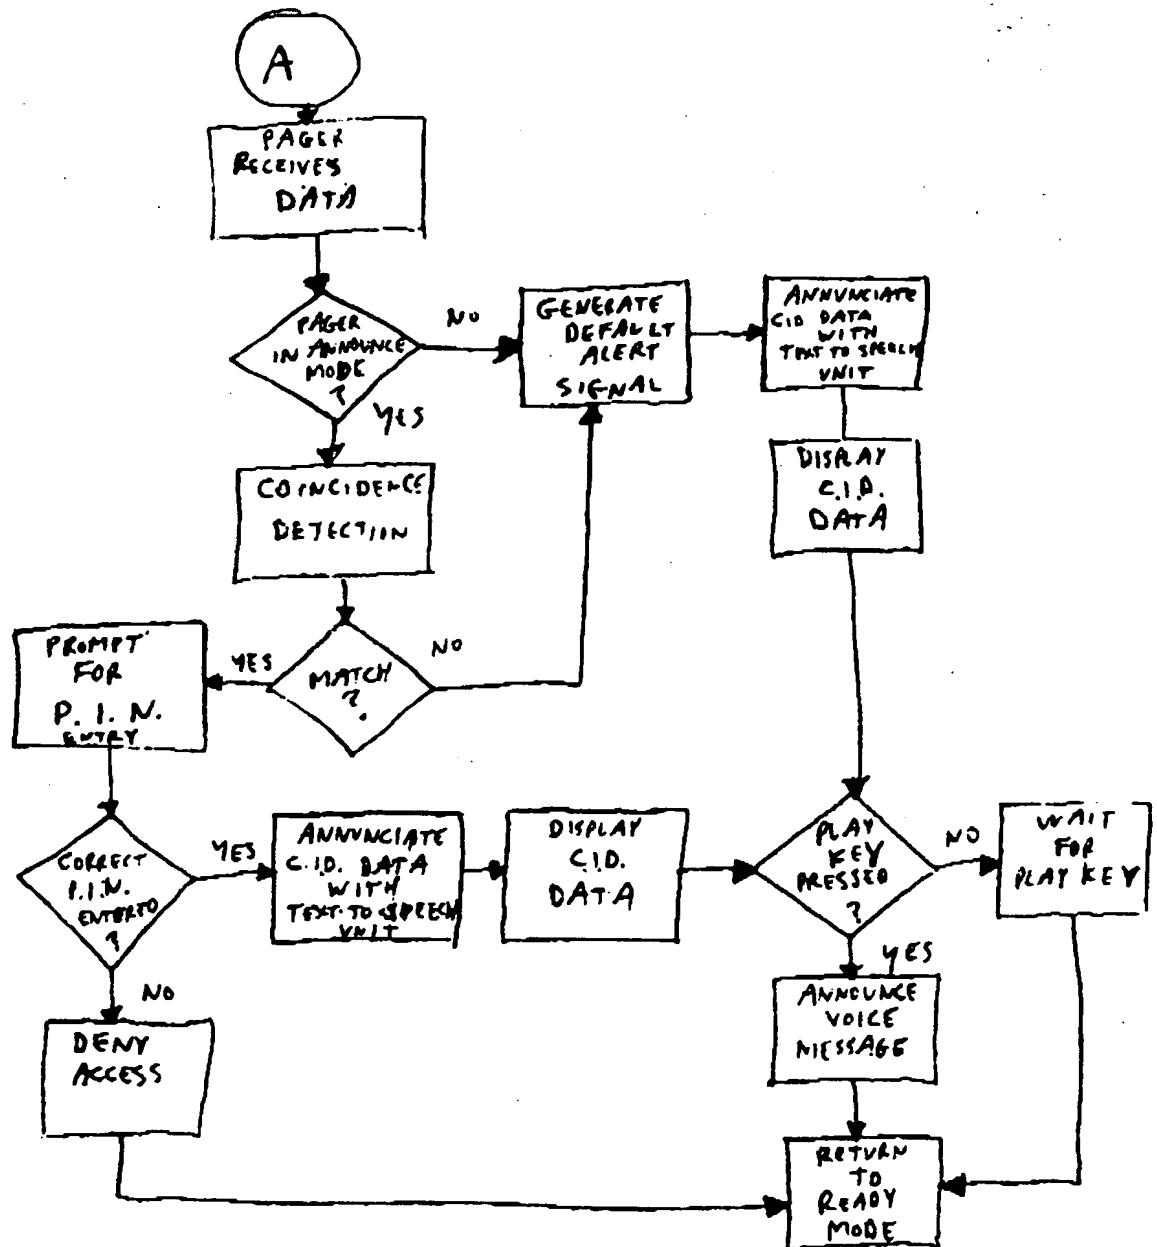 A
PAGER
RECEIVES
DATA
PAGER
IN ANNOUNCE
MODE
?
NO
YES
GENERATE
DEFAULT
ALERT
SIGNAL
ANNUNCIATE
CID DATA
WITH
TEXT TO SPEECH
UNIT
COINCIDENCE
DETECTION
DISPLAY
C.I.D.
DATA
MATCH
?
YES
NO
PROMPT
FOR
P. I. N.
ENTRY
CORRECT
P.I.N.
ENTERED
?
YES
NO
ANNUNCIATE
C.I.D. DATA
WITH
TEXT TO SPEECH
UNIT
DISPLAY
C.I.D.
DATA
PLAY
KEY
PRESSED
?
NO
YES
WAIT
FOR
PLAY KEY
DENY
ACCESS
ANNOUNCE
VOICE
MESSAGE
RETURN
TO
READY
MODE